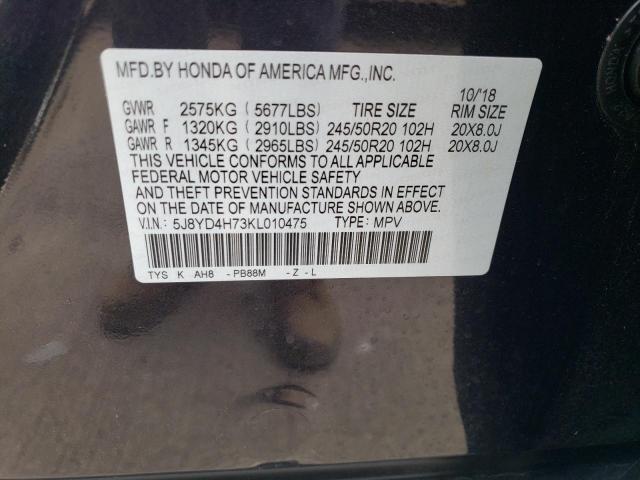 MFD.BY HONDA OF AMERICA MFG.,INC.
10/'18
GVWR 2575KG ( 5677LBS) TIRE SIZE RIM SIZE
GAWR F 1320KG ( 2910LBS) 245/50R20 102H 20X8.0J
GAWR R 1345KG ( 2965LBS) 245/50R20 102H 20X8.0J
THIS VEHICLE CONFORMS TO ALL APPLICABLE
FEDERAL MOTOR VEHICLE SAFETY
AND THEFT PREVENTION STANDARDS IN EFFECT
ON THE DATE OF MANUFACTURE SHOWN ABOVE.
V.I.N.: 5J8YD4H73KL010475 TYPE: MPV
TYS K AH8 -PB88M -Z-L
HONDA